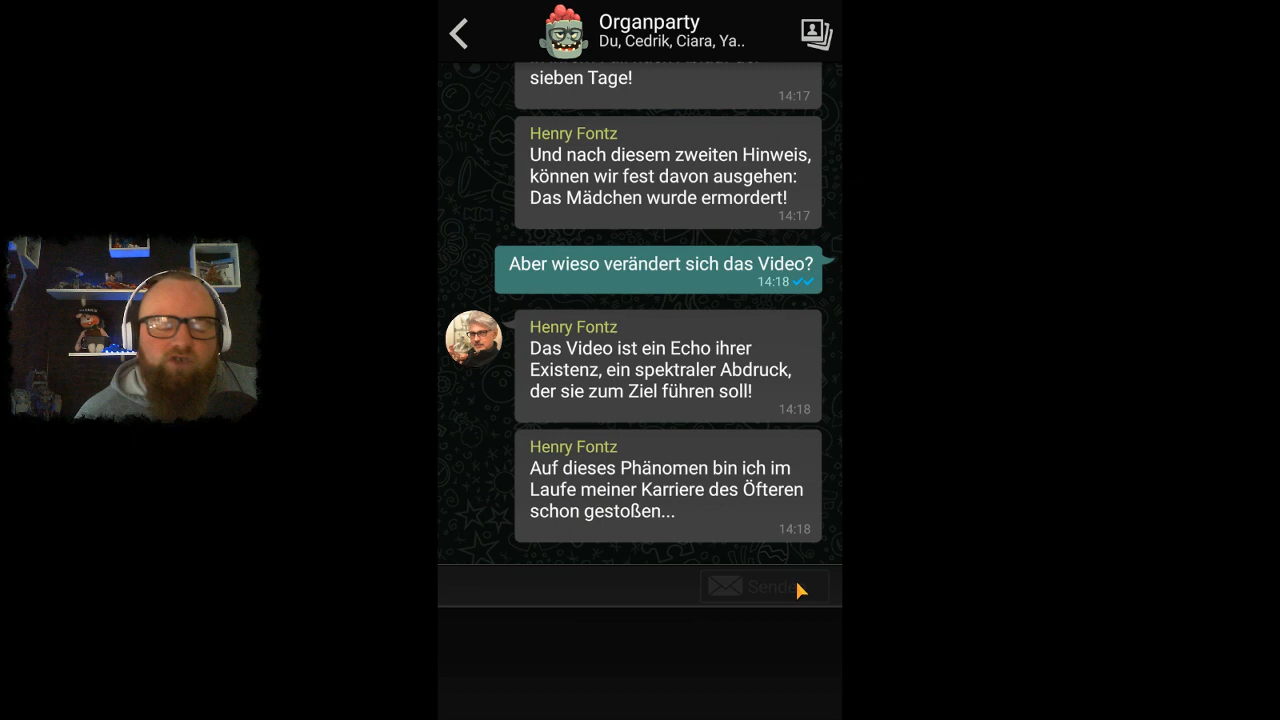 Organparty
Du, Cedrik, Ciara, Ya..
sieben Tage!
14:17
Henry Fontz
Und nach diesem zweiten Hinweis,
können wir fest davon ausgehen:
Das Mädchen wurde ermordert!
14:17
Aber wieso verändert sich das Video?
14:18
Henry Fontz
Das Video ist ein Echo ihrer
Existenz, ein spektraler Abdruck,
der sie zum Ziel führen soll!
14:18
Henry Fontz
Auf dieses Phänomen bin ich im
Laufe meiner Karriere des Öfteren
schon gestoßen...
14:18
Senden